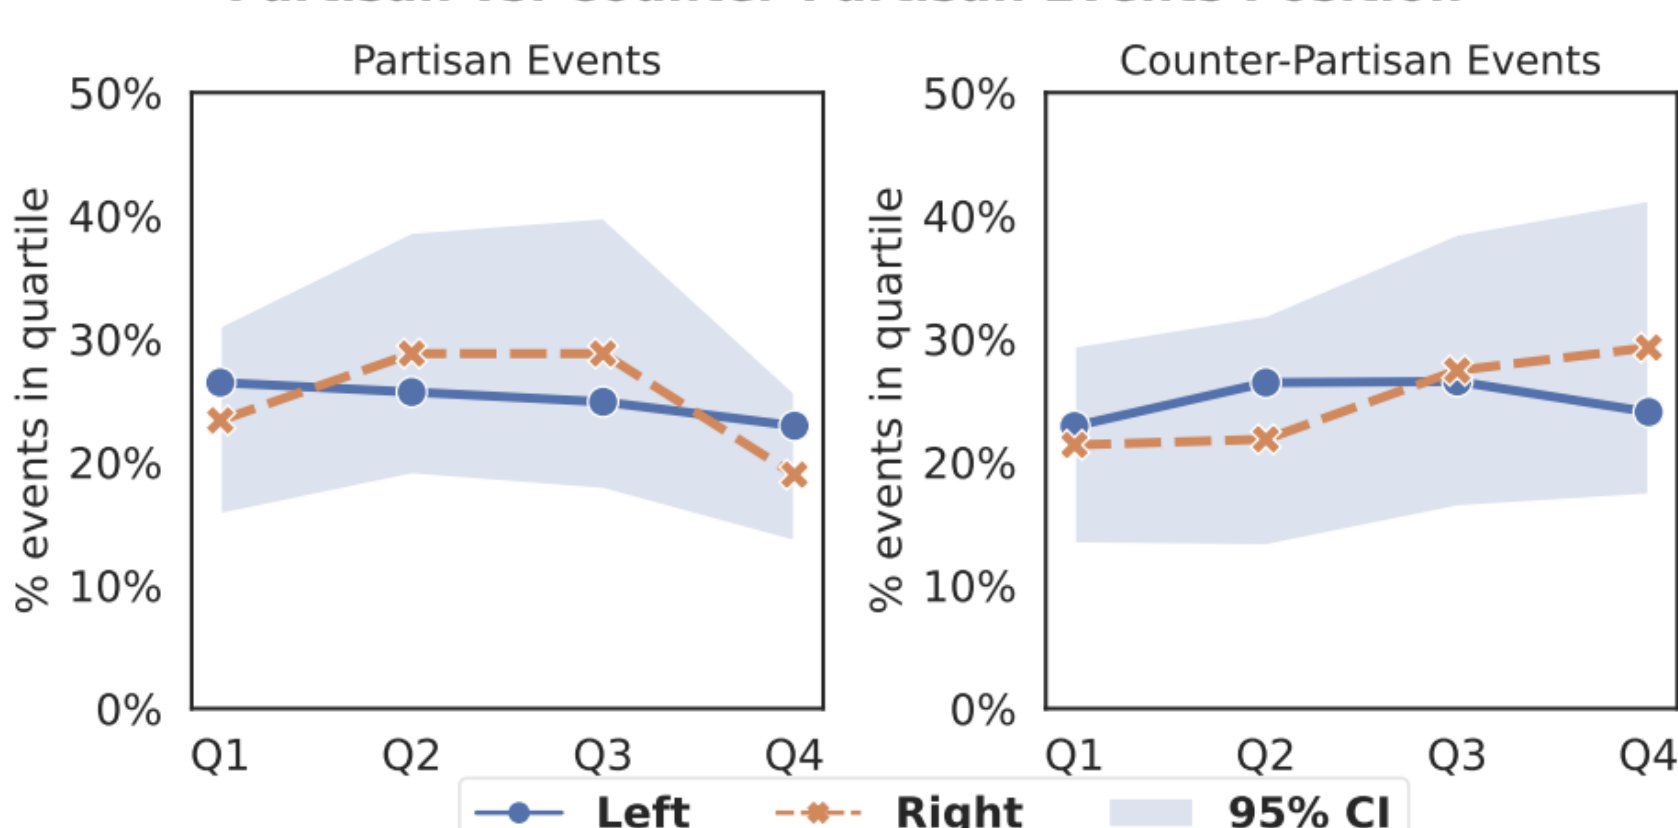 Partisan Events
50%
40%
30%
20%
10%
0%
% events in quartile
Q1 Q2 Q3 Q4
Counter-Partisan Events
50%
40%
30%
20%
10%
0%
% events in quartile
Q1 Q2 Q3 Q4
Left Right 95% CI